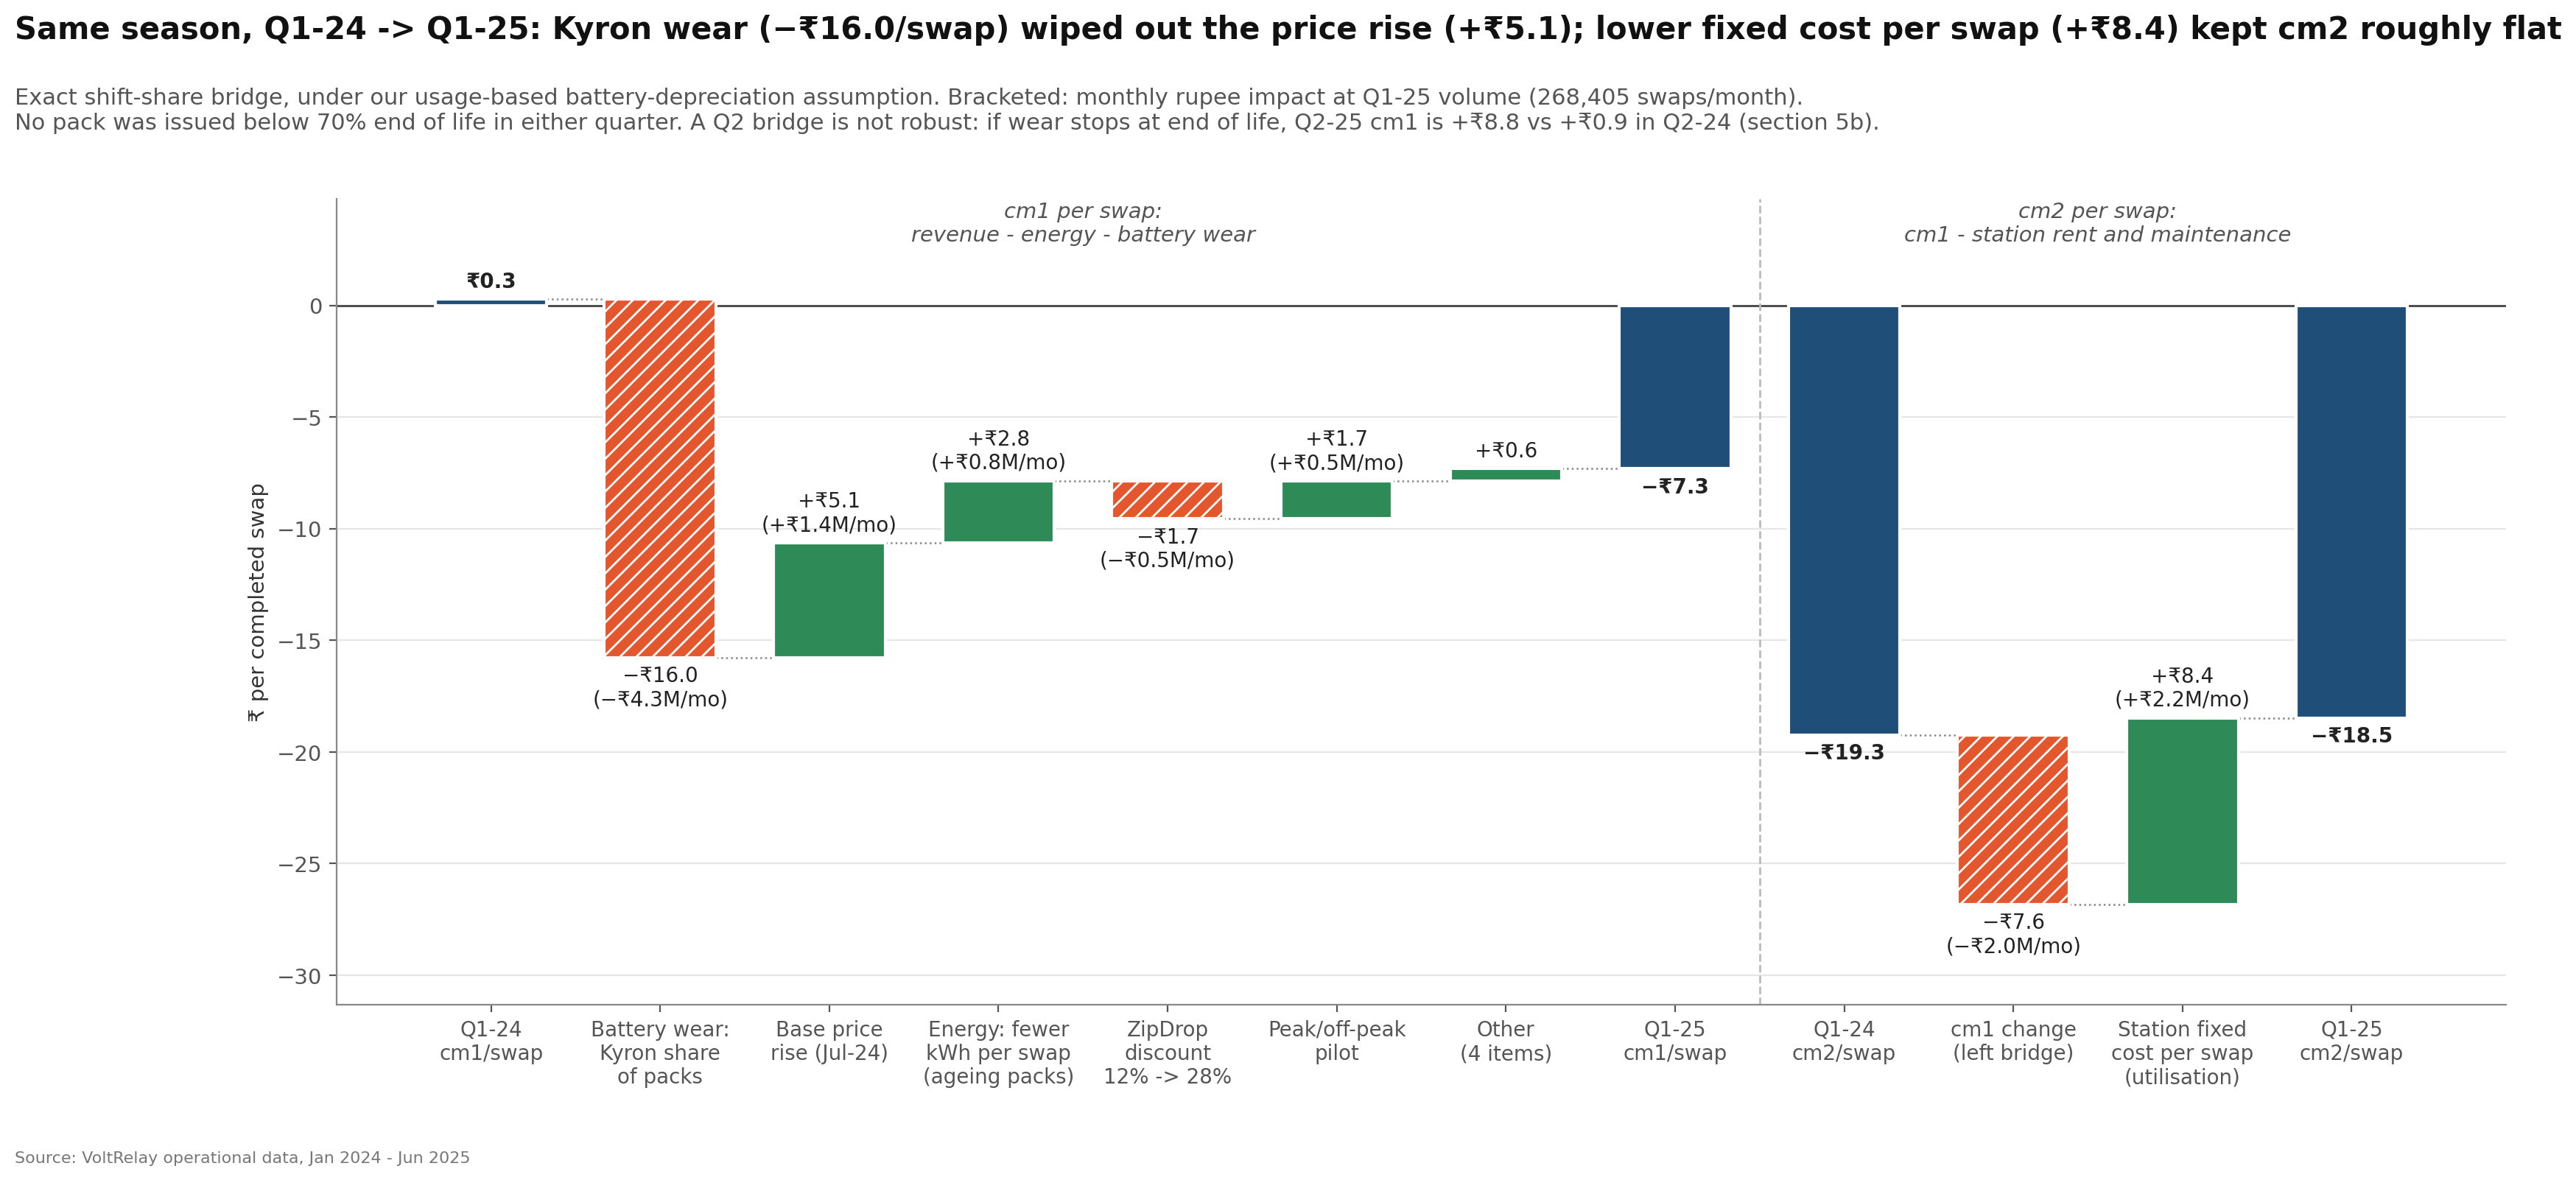 Same season, Q1-24 -> Q1-25: Kyron wear (−₹16.0/swap) wiped out the price rise (+₹5.1); lower fixed cost per swap (+₹8.4) kept cm2 roughly flat
Exact shift-share bridge, under our usage-based battery-depreciation assumption. Bracketed: monthly rupee impact at Q1-25 volume (268,405 swaps/month).
No pack was issued below 70% end of life in either quarter. A Q2 bridge is not robust: if wear stops at end of life, Q2-25 cm1 is +₹8.8 vs +₹0.9 in Q2-24 (section 5b).
cm1 per swap:
revenue - energy - battery wear
cm2 per swap:
cm1 - station rent and maintenance
₹ per completed swap
0
−5
−10
−15
−20
−25
−30
₹0.3
−₹16.0
(−₹4.3M/mo)
+₹5.1
(+₹1.4M/mo)
+₹2.8
(+₹0.8M/mo)
−₹1.7
(−₹0.5M/mo)
+₹1.7
(+₹0.5M/mo)
+₹0.6
−₹7.3
−₹19.3
−₹7.6
(−₹2.0M/mo)
+₹8.4
(+₹2.2M/mo)
−₹18.5
Q1-24
cm1/swap
Battery wear:
Kyron share
of packs
Base price
rise (Jul-24)
Energy: fewer
kWh per swap
(ageing packs)
ZipDrop
discount
12% -> 28%
Peak/off-peak
pilot
Other
(4 items)
Q1-25
cm1/swap
Q1-24
cm2/swap
cm1 change
(left bridge)
Station fixed
cost per swap
(utilisation)
Q1-25
cm2/swap
Source: VoltRelay operational data, Jan 2024 - Jun 2025